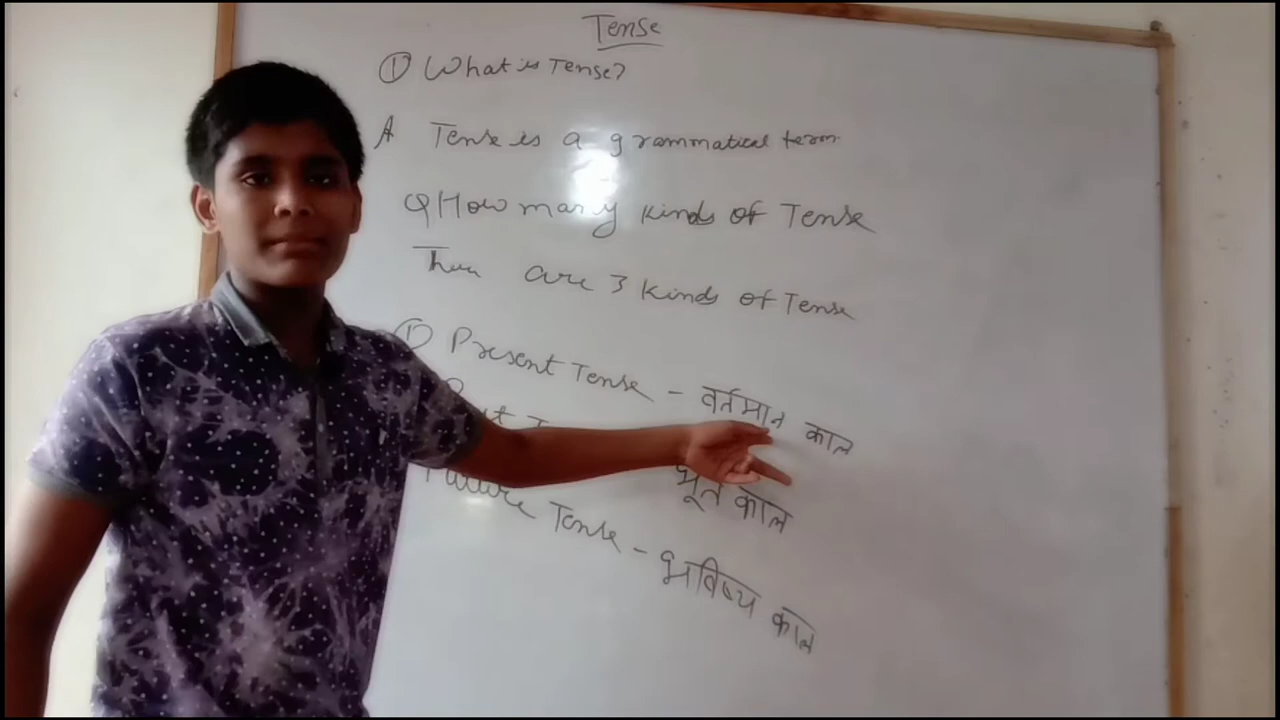 Tense
① What is Tense?
A Tense is a grammatical term.
Q How many kinds of Tense
Then are 3 kinds of Tense
① Present Tense - वर्तमान काल
भूत काल
Future Tense - भविष्य काल